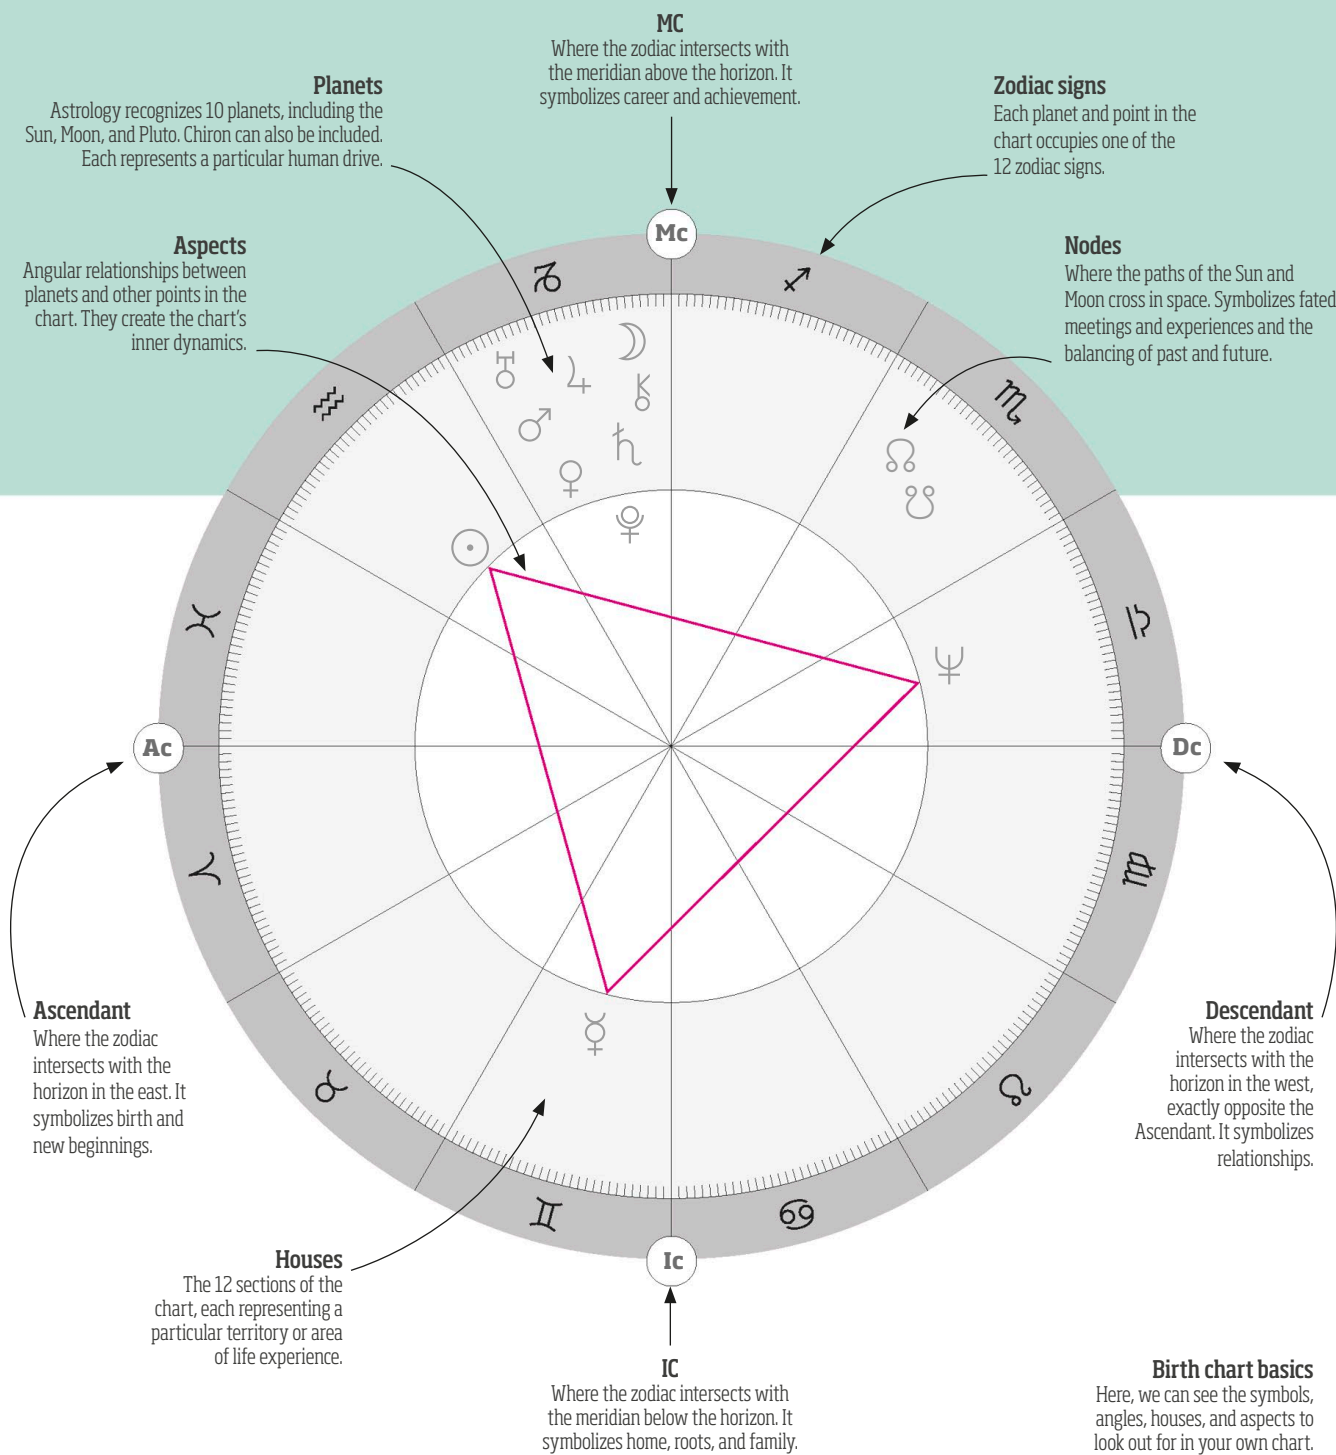 MC
Where the zodiac intersects with
the meridian above the horizon. It
symbolizes career and achievement.
Planets
Astrology recognizes 10 planets, including the
Sun, Moon, and Pluto. Chiron can also be included.
Each represents a particular human drive.
Zodiac signs
Each planet and point in the
chart occupies one of the
12 zodiac signs.
Aspects
Angular relationships between
planets and other points in the
chart. They create the chart's
inner dynamics.
Nodes
Where the paths of the Sun and
Moon cross in space. Symbolizes fated
meetings and experiences and the
balancing of past and future.
Mc
Ac
Dc
Ic
Ascendant
Where the zodiac
intersects with the
horizon in the east. It
symbolizes birth and
new beginnings.
Descendant
Where the zodiac
intersects with the
horizon in the west,
exactly opposite the
Ascendant. It symbolizes
relationships.
Houses
The 12 sections of the
chart, each representing a
particular territory or area
of life experience.
IC
Where the zodiac intersects with
the meridian below the horizon. It
symbolizes home, roots, and family.
Birth chart basics
Here, we can see the symbols,
angles, houses, and aspects to
look out for in your own chart.